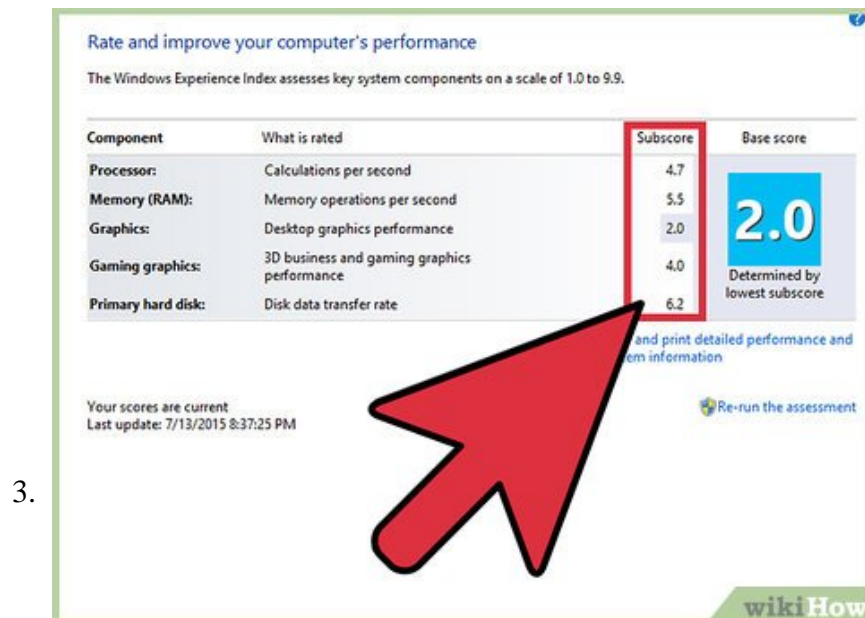 Rate and improve your computer's performance
The Windows Experience Index assesses key system components on a scale of 1.0 to 9.9.
Component What is rated Subscore Base score
Processor: Calculations per second 4.7
Memory (RAM): Memory operations per second 5.5
Graphics: Desktop graphics performance 2.0
2.0
Gaming graphics: 3D business and gaming graphics
performance 4.0
Determined by
lowest subscore
Primary hard disk: Disk data transfer rate 6.2
and print detailed performance and
information
Your scores are current
Last update: 7/13/2015 8:37:25 PM
Re-run the assessment
3.
wikiHow